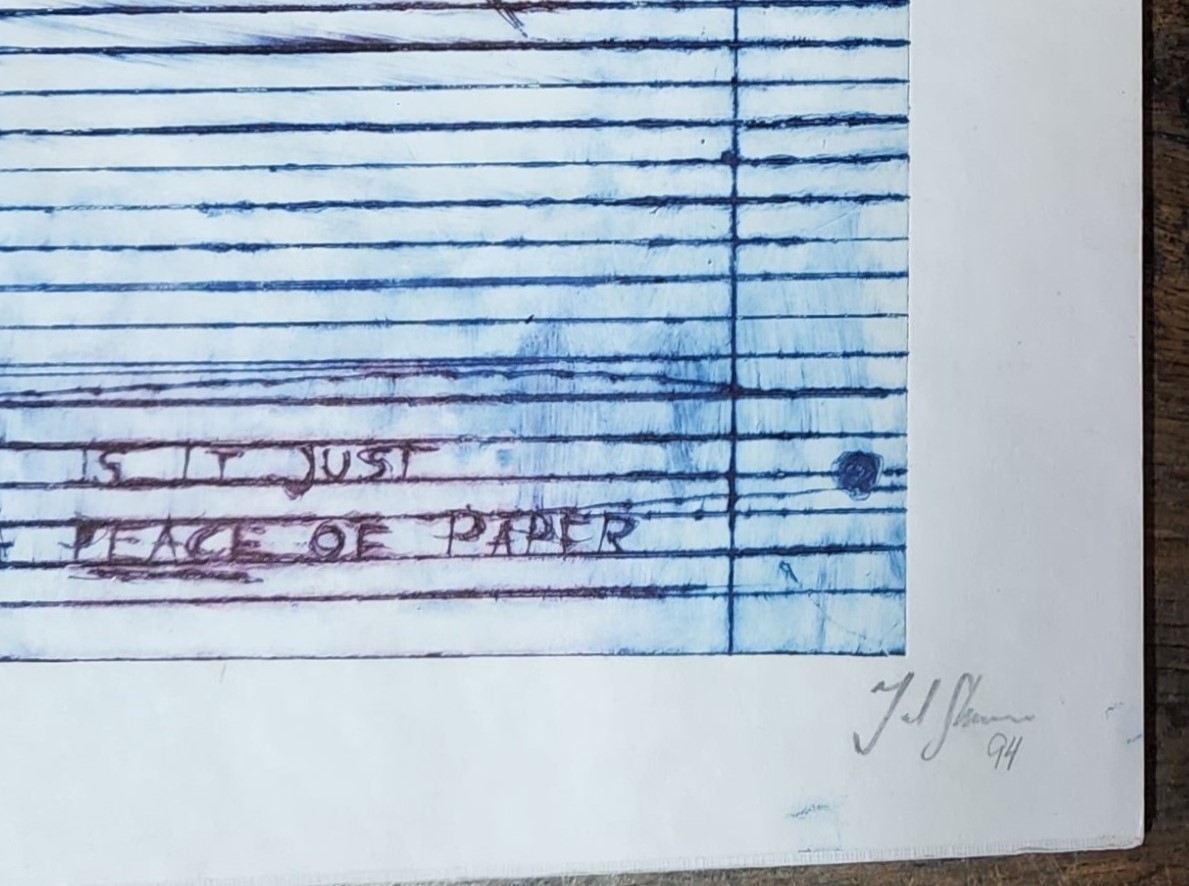 IS IT JUST
PEACE OF PAPER
94